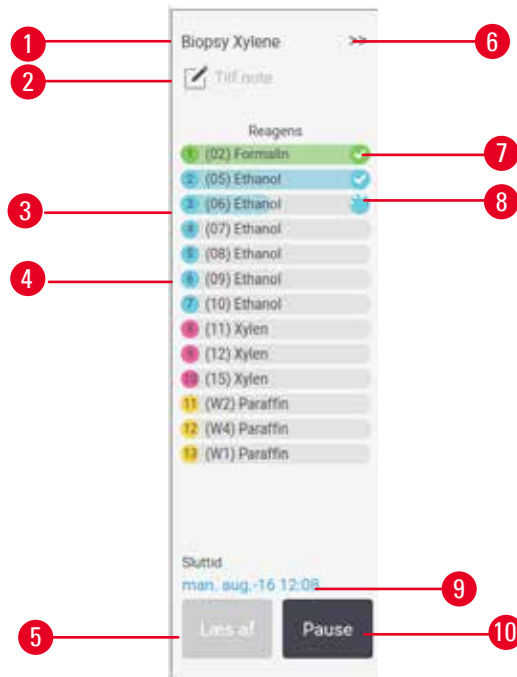 1 Biopsy Xylene >> 6
2 Tilf note
Reagens
1 (02) Formalin 7
2 (05) Ethanol
3 3 (06) Ethanol 8
4 (07) Ethanol
5 (08) Ethanol
4 6 (09) Ethanol
7 (10) Ethanol
8 (11) Xylen
9 (12) Xylen
10 (15) Xylen
11 (W2) Paraffin
12 (W4) Paraffin
13 (W1) Paraffin
Sluttid
man. aug.-16 12:08 9
5 Læs af Pause 10